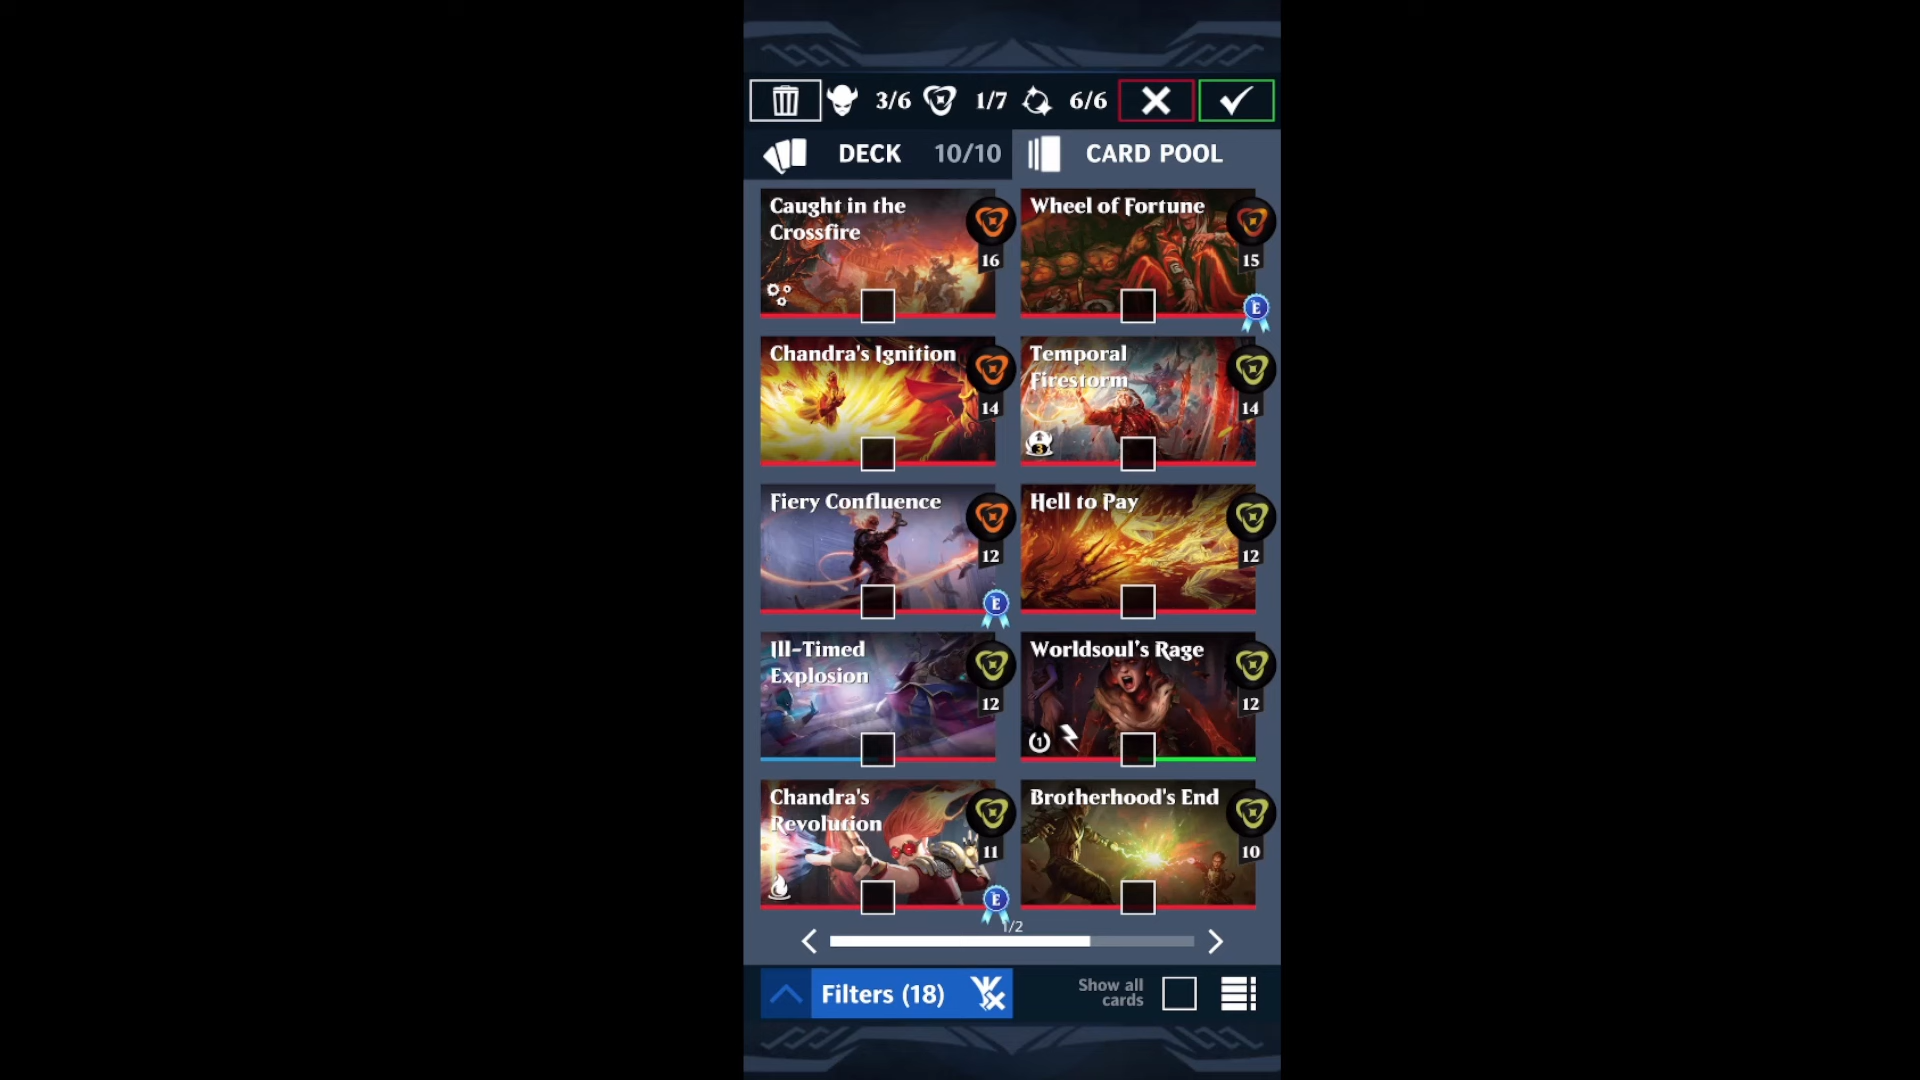 3/6 1/7 6/6
DECK 10/10 CARD POOL
Caught in the
Crossfire
16
Wheel of Fortune
15
E
Chandra's Ignition
14
Temporal
Firestorm
14
3
Fiery Confluence
12
E
Hell to Pay
12
Ill-Timed
Explosion
12
Worldsoul's Rage
12
1
Chandra's
Revolution
11
E
Brotherhood's End
10
1/2
Filters (18)
Show all
cards